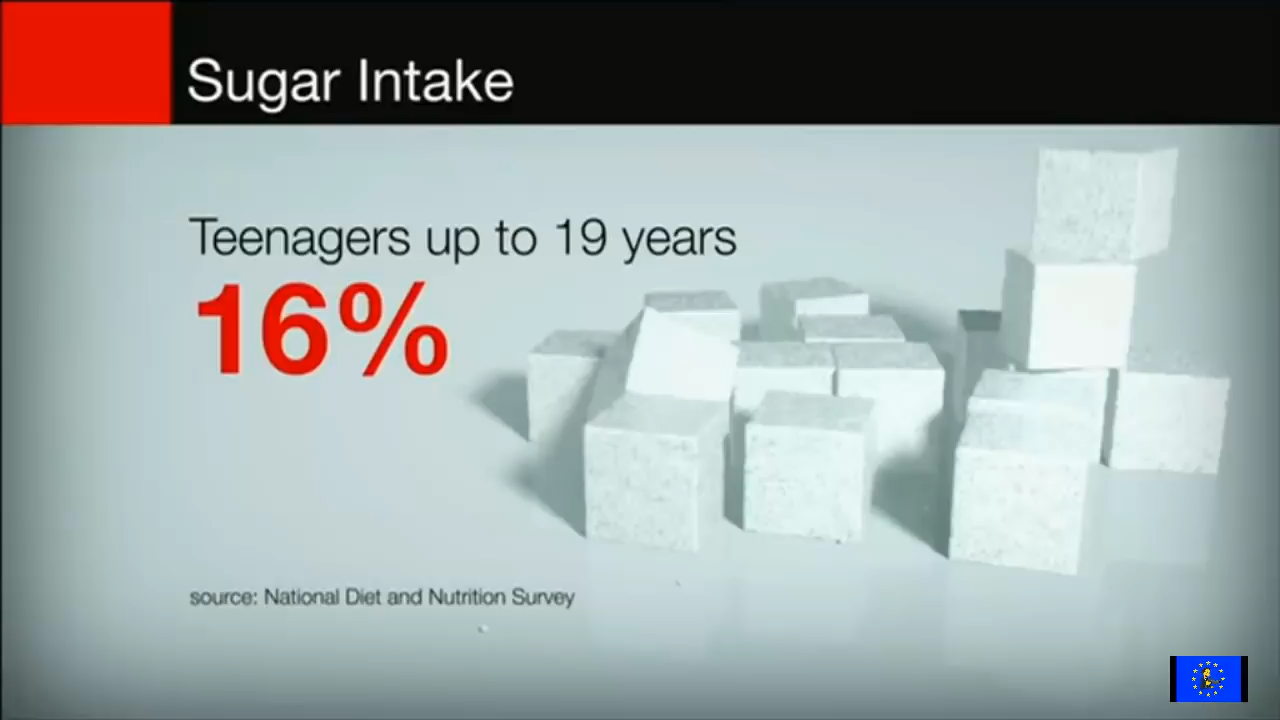 Sugar Intake
Teenagers up to 19 years
16%
source: National Diet and Nutrition Survey